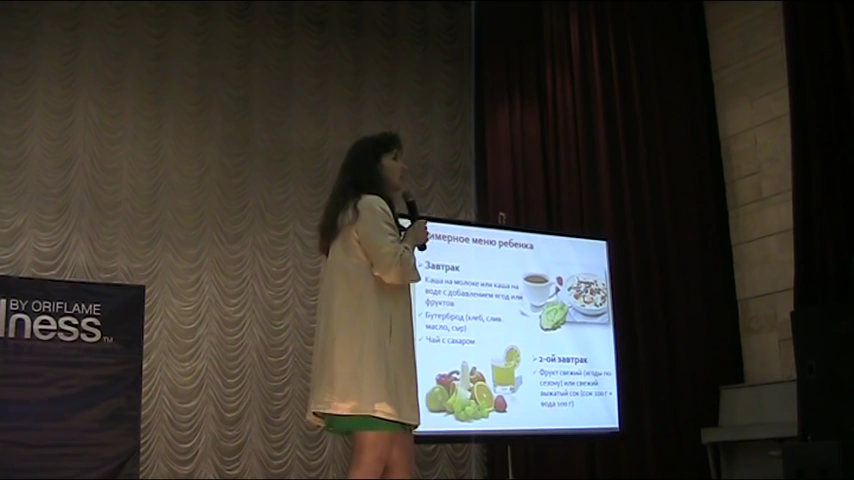 BY ORIFLAME
lness™
имерное меню ребенка
Завтрак
Каша на молоке или каша на
воде с добавлением ягод или
фруктов
Бутерброд (хлеб, слив.
масло, сыр)
Чай с сахаром
2-ой завтрак
Фрукт свежий (ягоды по
сезону) или свежий
выжатый сок (сок 100 г +
вода 100 г)